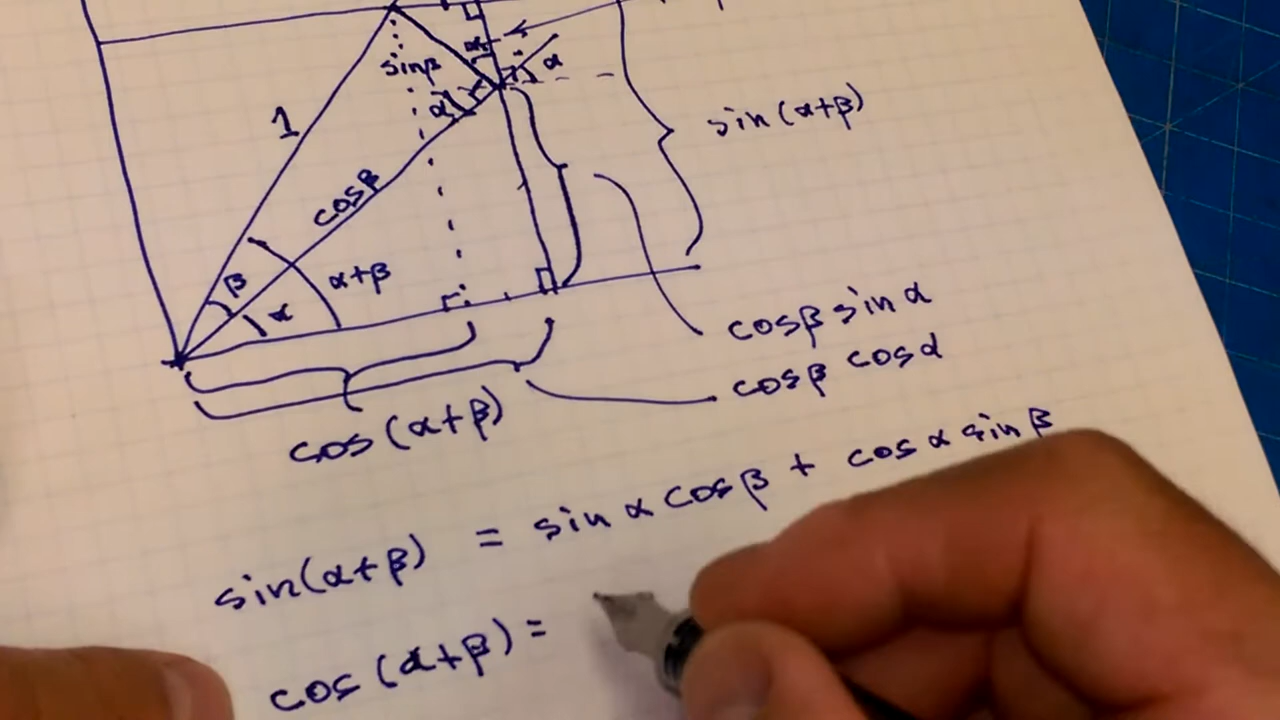 α
sinβ
α
α
1
sin(α+β)
cosβ
β
α+β
α
cosβ sin α
cosβ cosα
cos(α+β)
sin(α+β) = sin α cosβ + cos α sin β
cos(α+β) =